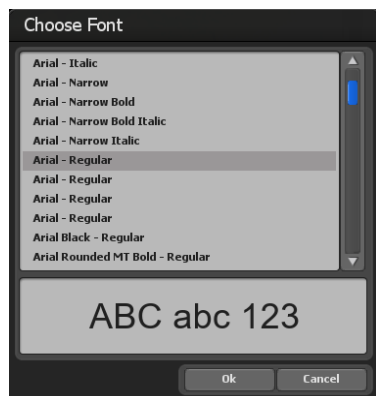 Choose Font
Arial - Italic
Arial - Narrow
Arial - Narrow Bold
Arial - Narrow Bold Italic
Arial - Narrow Italic
Arial - Regular
Arial - Regular
Arial - Regular
Arial - Regular
Arial Black - Regular
Arial Rounded MT Bold - Regular
ABC abc 123
Ok Cancel